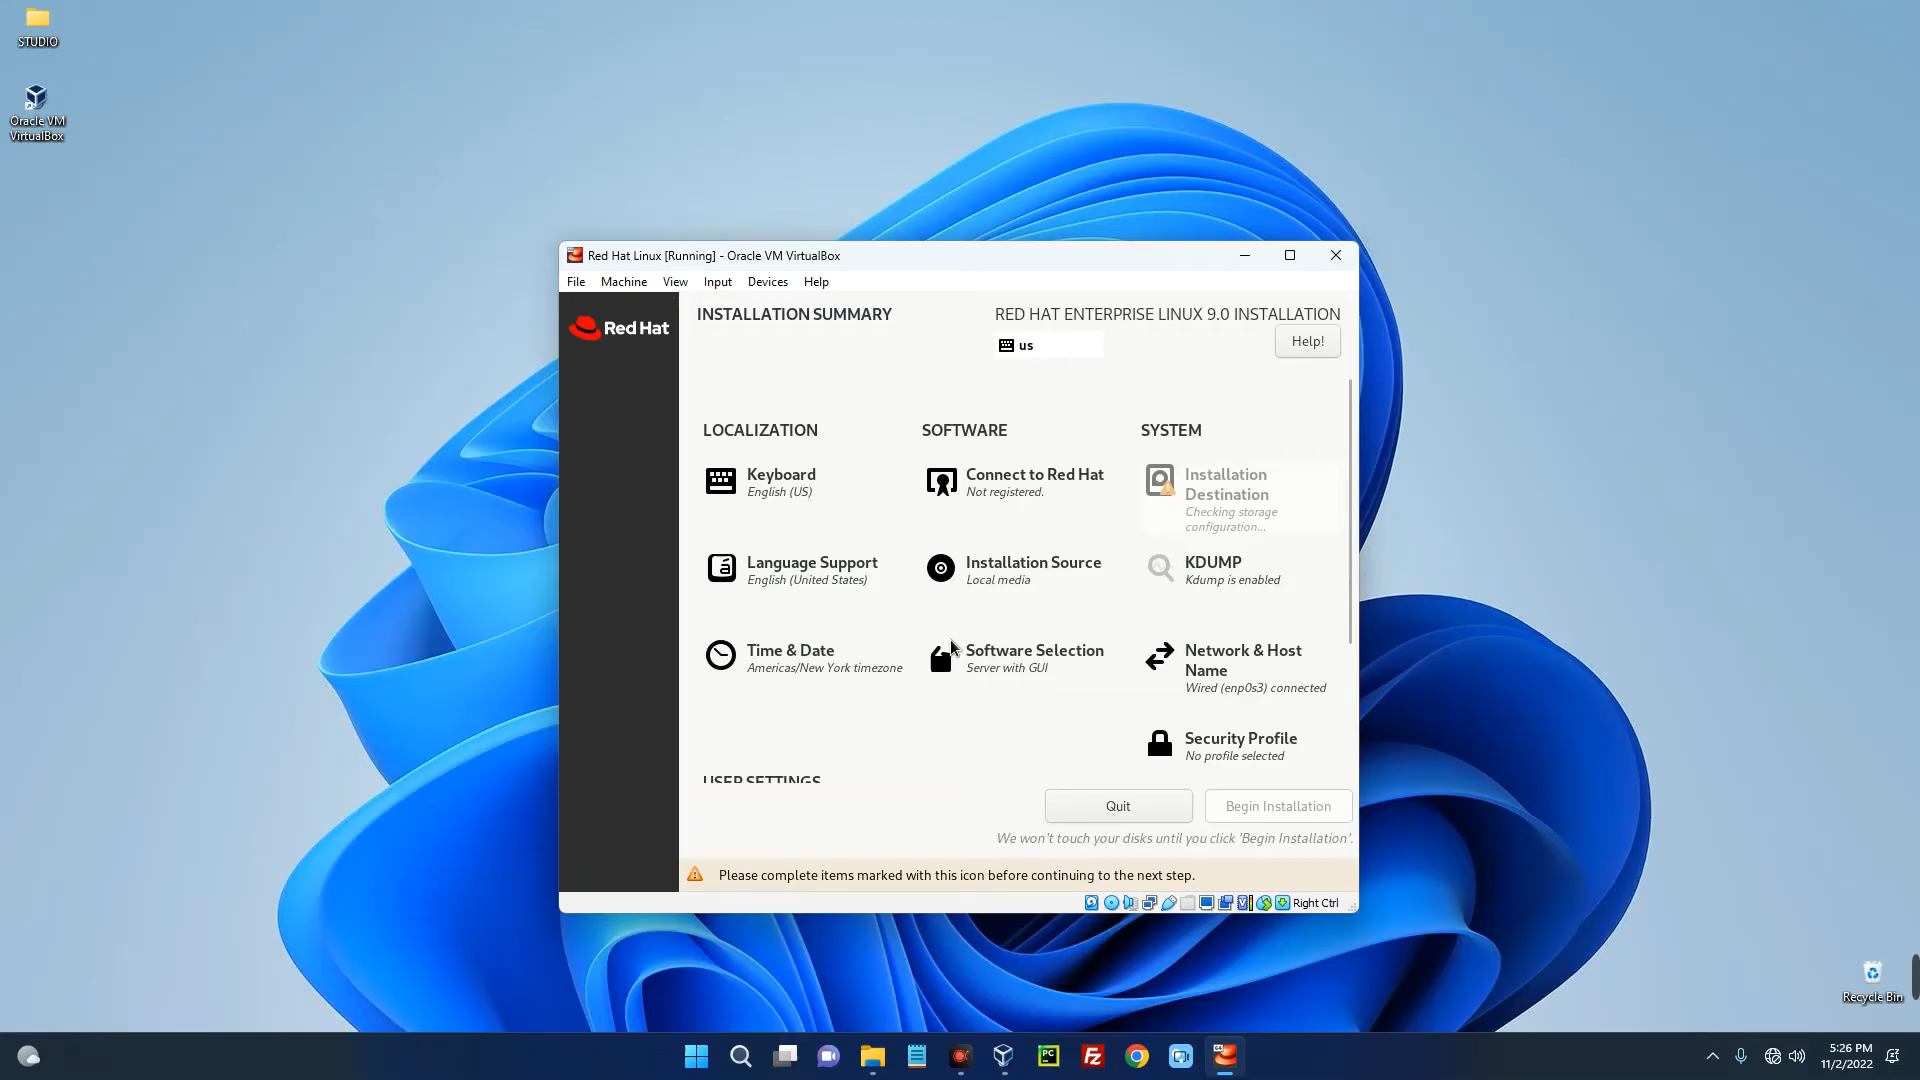 STUDIO
Oracle VM
VirtualBox
Red Hat Linux [Running] - Oracle VM VirtualBox
File Machine View Input Devices Help
Red Hat
INSTALLATION SUMMARY
RED HAT ENTERPRISE LINUX 9.0 INSTALLATION
us
Help!
LOCALIZATION
SOFTWARE
SYSTEM
Keyboard
English (US)
Connect to Red Hat
Not registered.
Installation
Destination
Checking storage
configuration...
Language Support
English (United States)
Installation Source
Local media
KDUMP
Kdump is enabled
Time & Date
Americas/New York timezone
Software Selection
Server with GUI
Network & Host
Name
Wired (enp0s3) connected
Security Profile
No profile selected
USER SETTINGS
Quit
Begin Installation
We won't touch your disks until you click 'Begin Installation'.
Please complete items marked with this icon before continuing to the next step.
Right Ctrl
Recycle Bin
PC
FZ
5:26 PM
11/2/2022